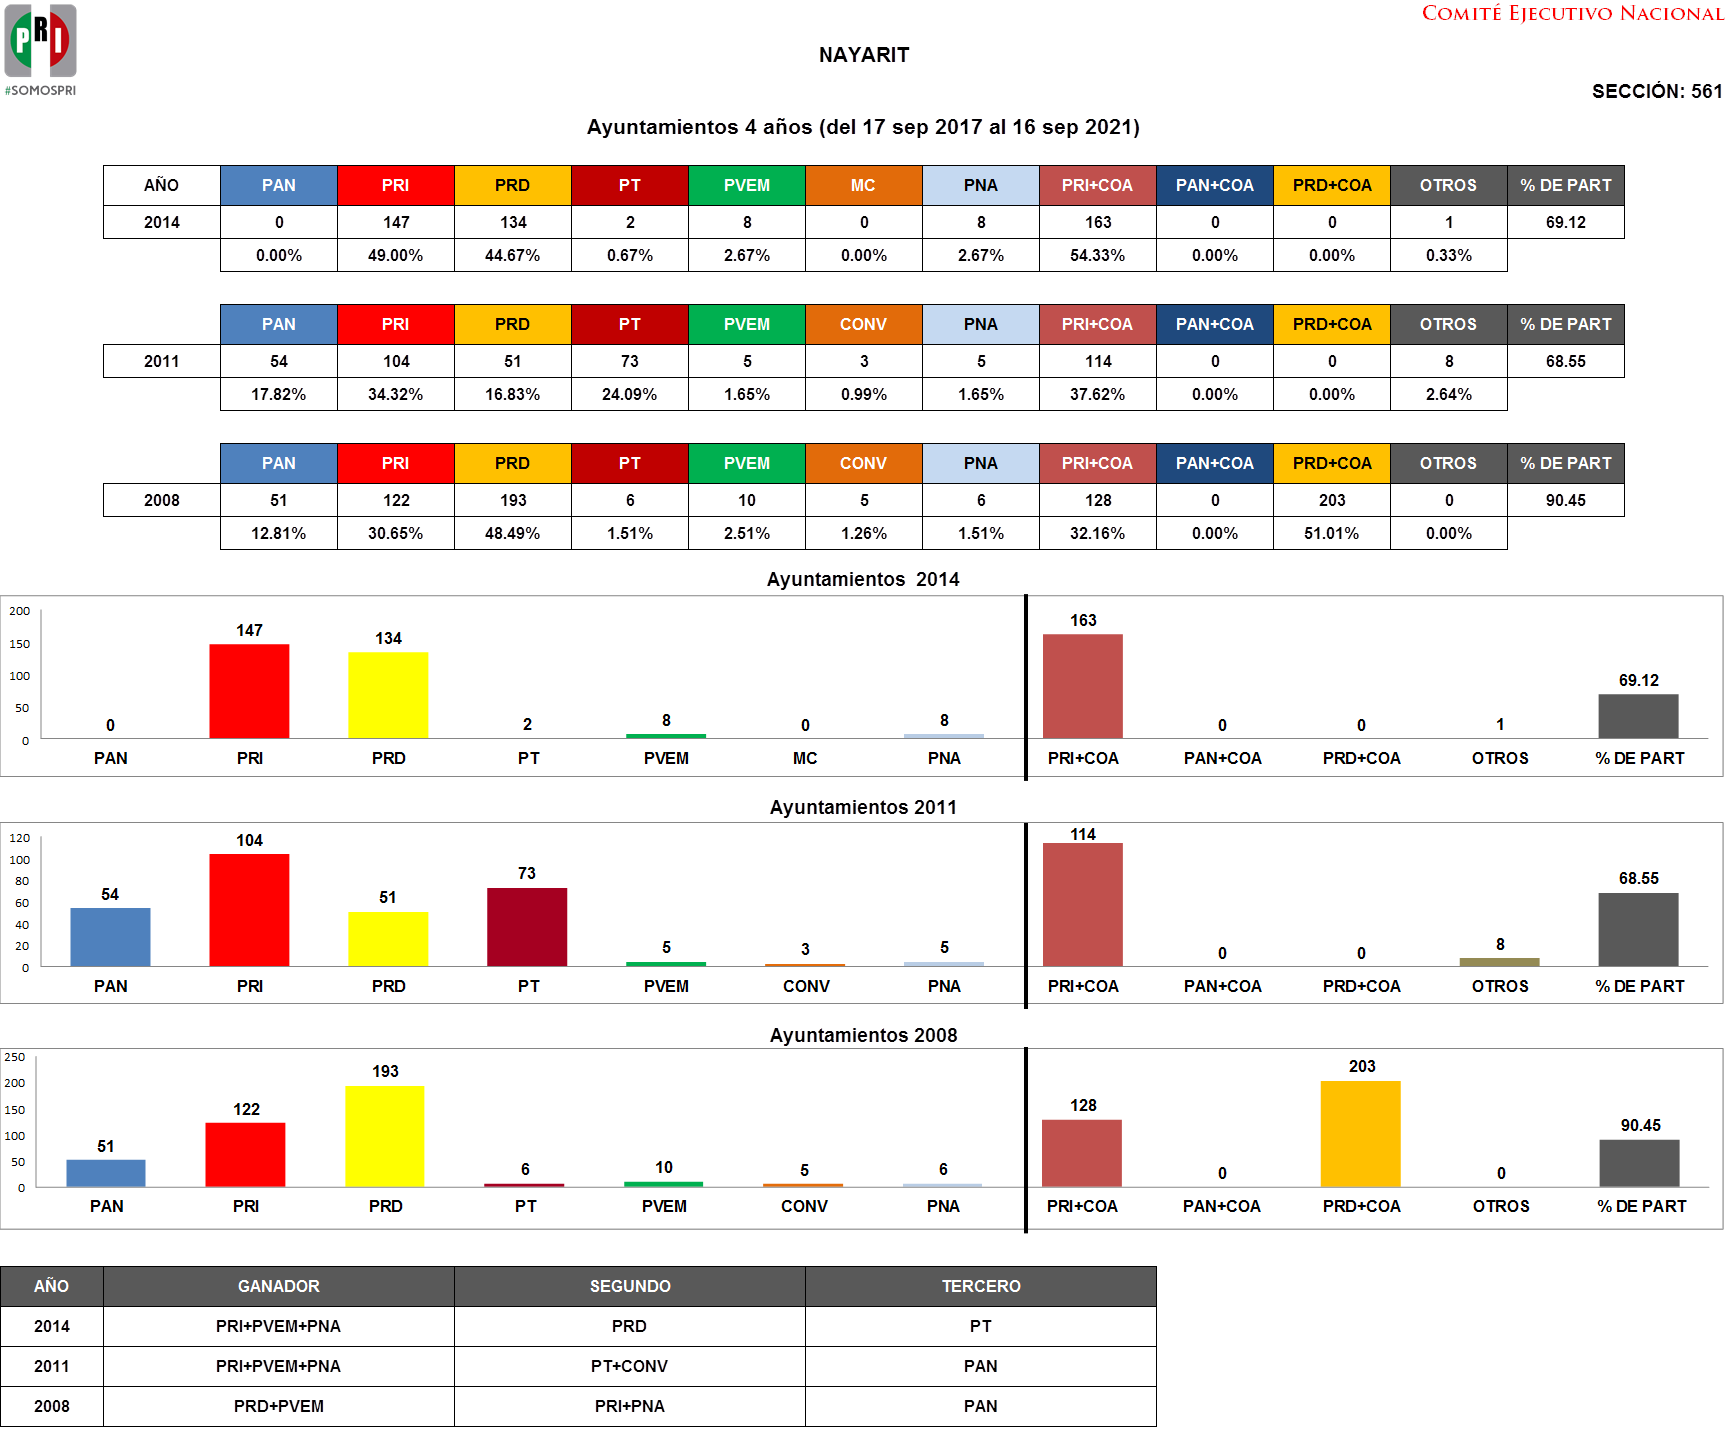 COMITÉ EJECUTIVO NACIONAL
PRI
#SOMOSPRI
NAYARIT
SECCIÓN: 561
Ayuntamientos 4 años (del 17 sep 2017 al 16 sep 2021)
AÑO PAN PRI PRD PT PVEM MC PNA PRI+COA PAN+COA PRD+COA OTROS % DE PART
2014 0 147 134 2 8 0 8 163 0 0 1 69.12
0.00% 49.00% 44.67% 0.67% 2.67% 0.00% 2.67% 54.33% 0.00% 0.00% 0.33%
PAN PRI PRD PT PVEM CONV PNA PRI+COA PAN+COA PRD+COA OTROS % DE PART
2011 54 104 51 73 5 3 5 114 0 0 8 68.55
17.82% 34.32% 16.83% 24.09% 1.65% 0.99% 1.65% 37.62% 0.00% 0.00% 2.64%
PAN PRI PRD PT PVEM CONV PNA PRI+COA PAN+COA PRD+COA OTROS % DE PART
2008 51 122 193 6 10 5 6 128 0 203 0 90.45
12.81% 30.65% 48.49% 1.51% 2.51% 1.26% 1.51% 32.16% 0.00% 51.01% 0.00%
Ayuntamientos 2014
200
150
100
50
0
0 147 134 2 8 0 8 163 0 0 1 69.12
PAN PRI PRD PT PVEM MC PNA PRI+COA PAN+COA PRD+COA OTROS % DE PART
Ayuntamientos 2011
120
100
80
60
40
20
0
54 104 51 73 5 3 5 114 0 0 8 68.55
PAN PRI PRD PT PVEM CONV PNA PRI+COA PAN+COA PRD+COA OTROS % DE PART
Ayuntamientos 2008
250
200
150
100
50
0
51 122 193 6 10 5 6 128 0 203 0 90.45
PAN PRI PRD PT PVEM CONV PNA PRI+COA PAN+COA PRD+COA OTROS % DE PART
AÑO GANADOR SEGUNDO TERCERO
2014 PRI+PVEM+PNA PRD PT
2011 PRI+PVEM+PNA PT+CONV PAN
2008 PRD+PVEM PRI+PNA PAN